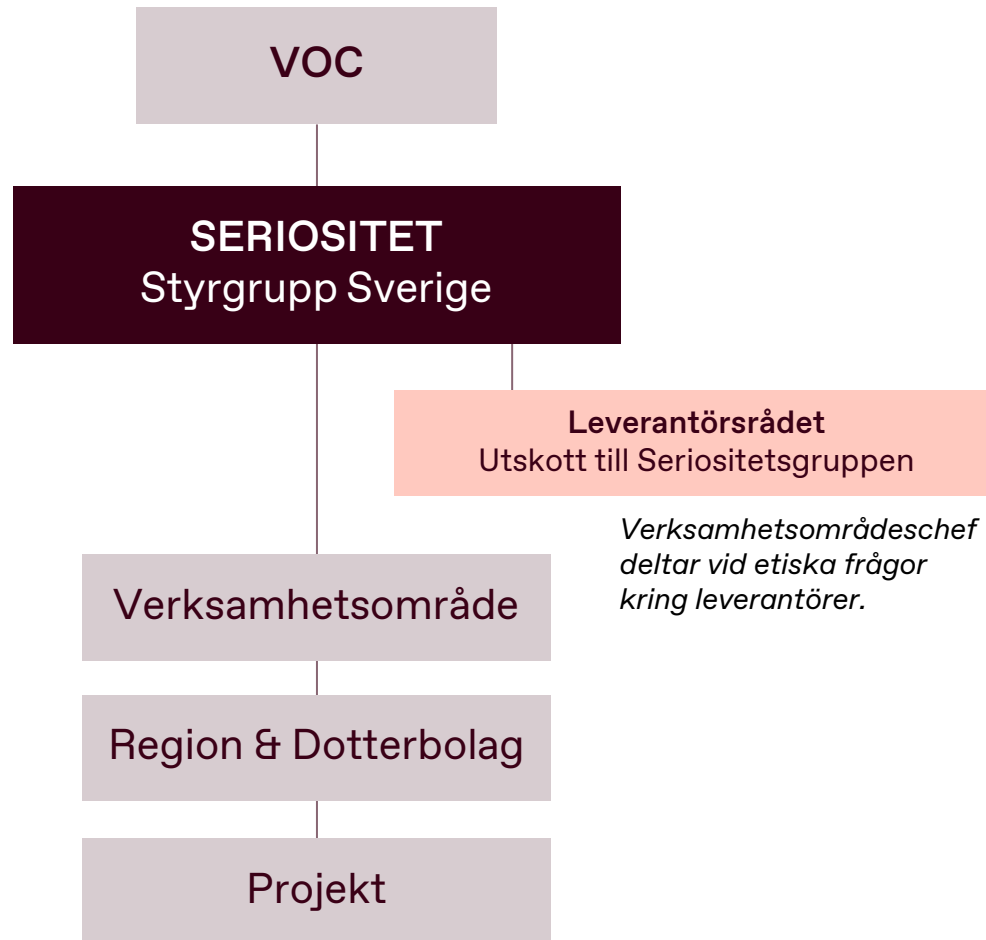 VOC
SERIOSITET
Styrgrupp Sverige
Leverantörsrådet
Utskott till Seriositetsgruppen
Verksamhetsområdeschef
deltar vid etiska frågor
kring leverantörer.
Verksamhetsområde
Region & Dotterbolag
Projekt